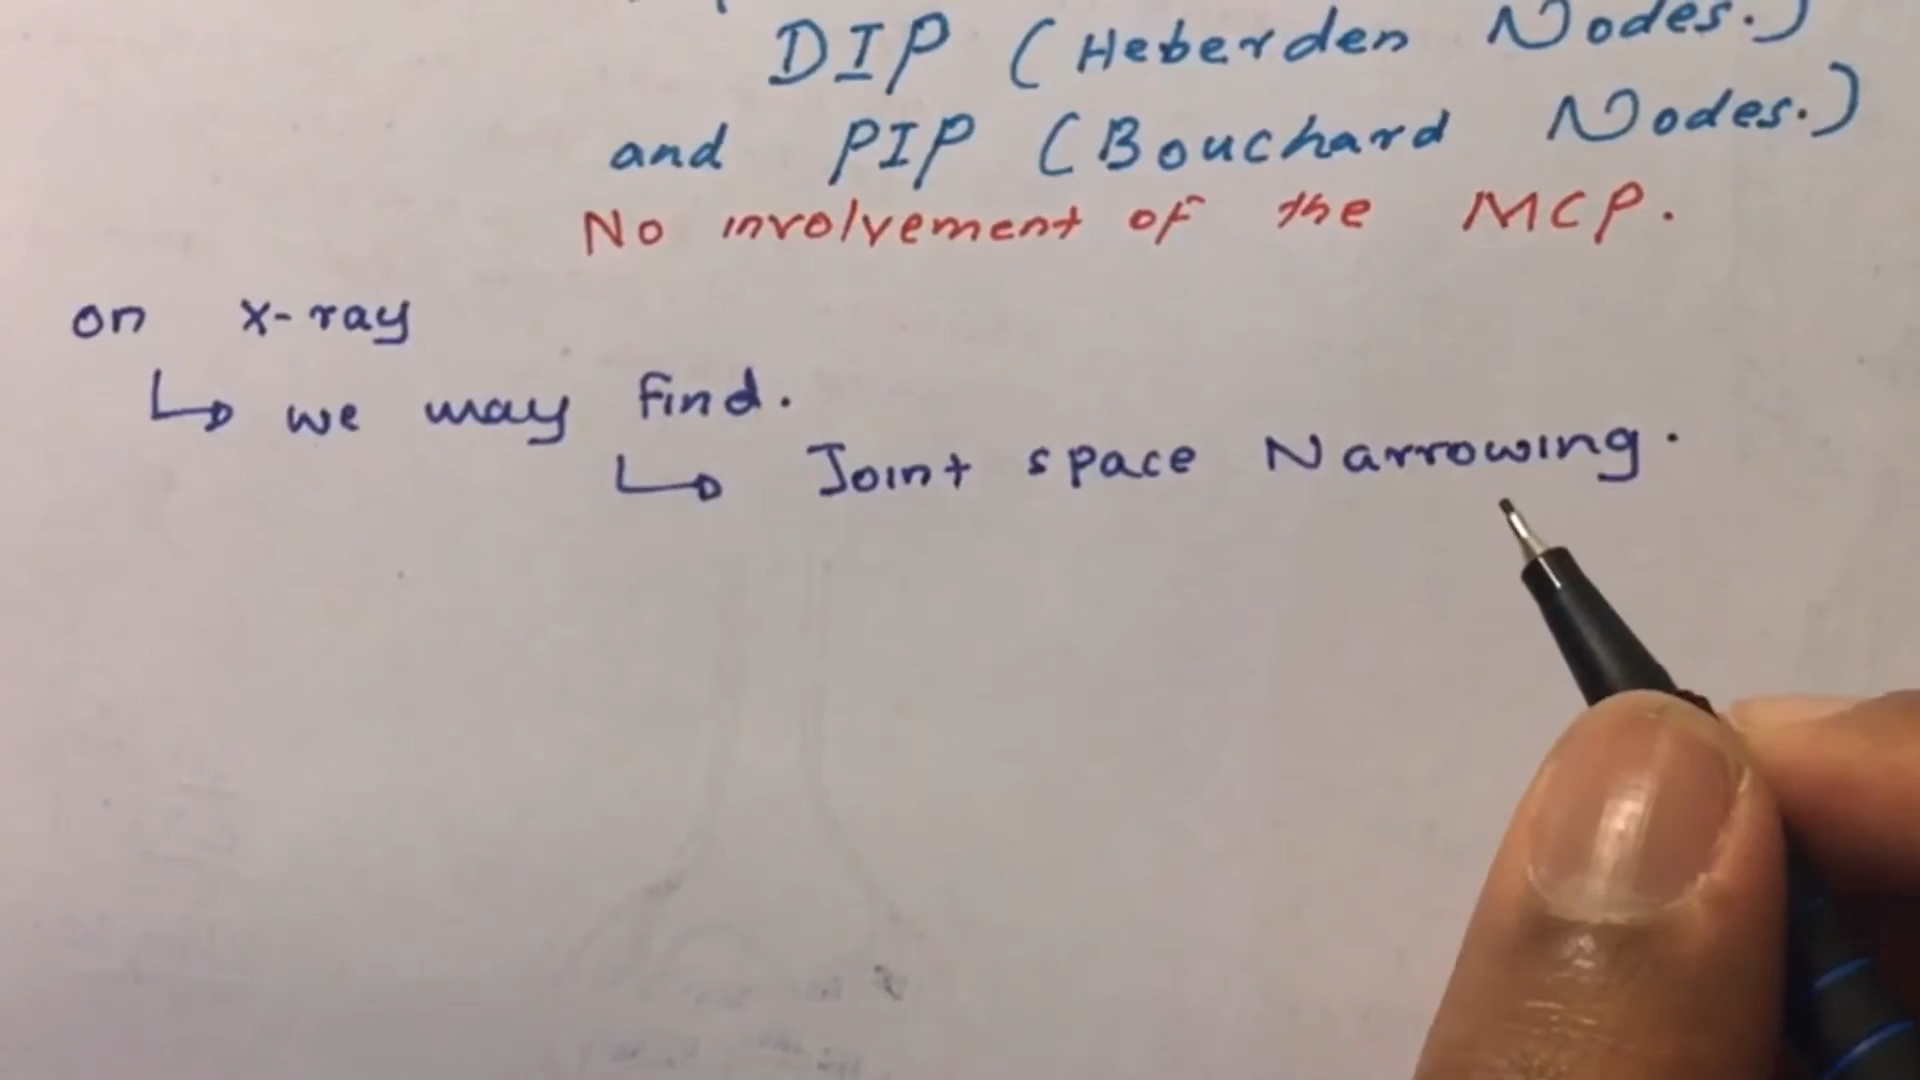 DIP (Heberden Nodes.)
and PIP (Bouchard Nodes.)
No involvement of the MCP.
on x-ray
we may find.
Joint space Narrowing.